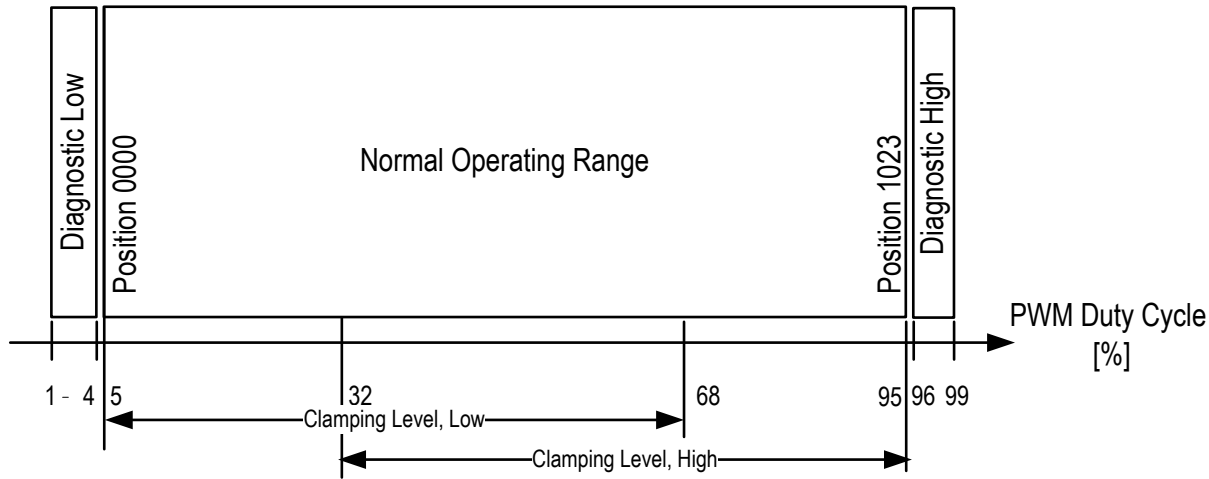 Diagnostic Low
Position 0000
Normal Operating Range
Position 1023
Diagnostic High
PWM Duty Cycle
[%]
1 - 4 5 32 68 95 96 99
Clamping Level, Low
Clamping Level, High